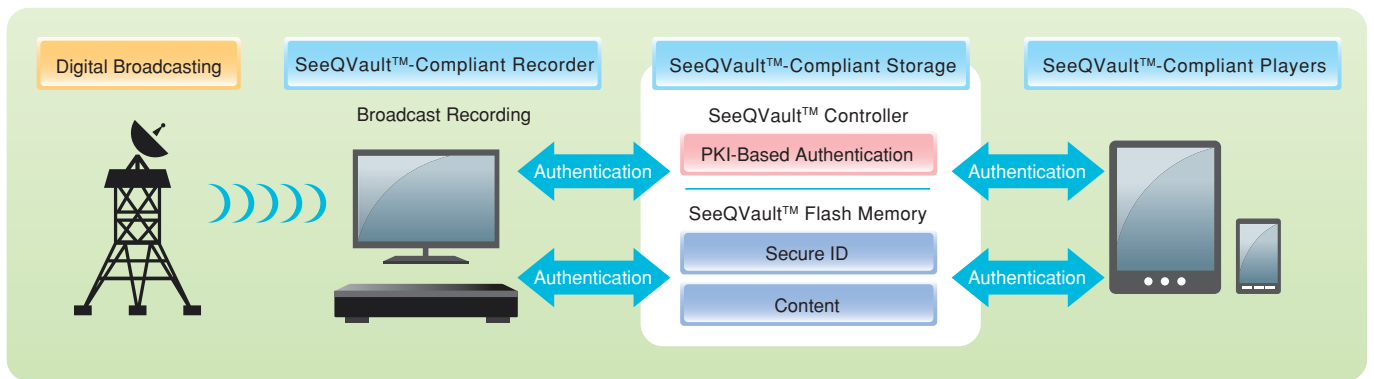 Digital Broadcasting
SeeQVault™-Compliant Recorder
SeeQVault™-Compliant Storage
SeeQVault™-Compliant Players
Broadcast Recording
SeeQVault™ Controller
PKI-Based Authentication
Authentication
Authentication
SeeQVault™ Flash Memory
Secure ID
Authentication
Authentication
Content